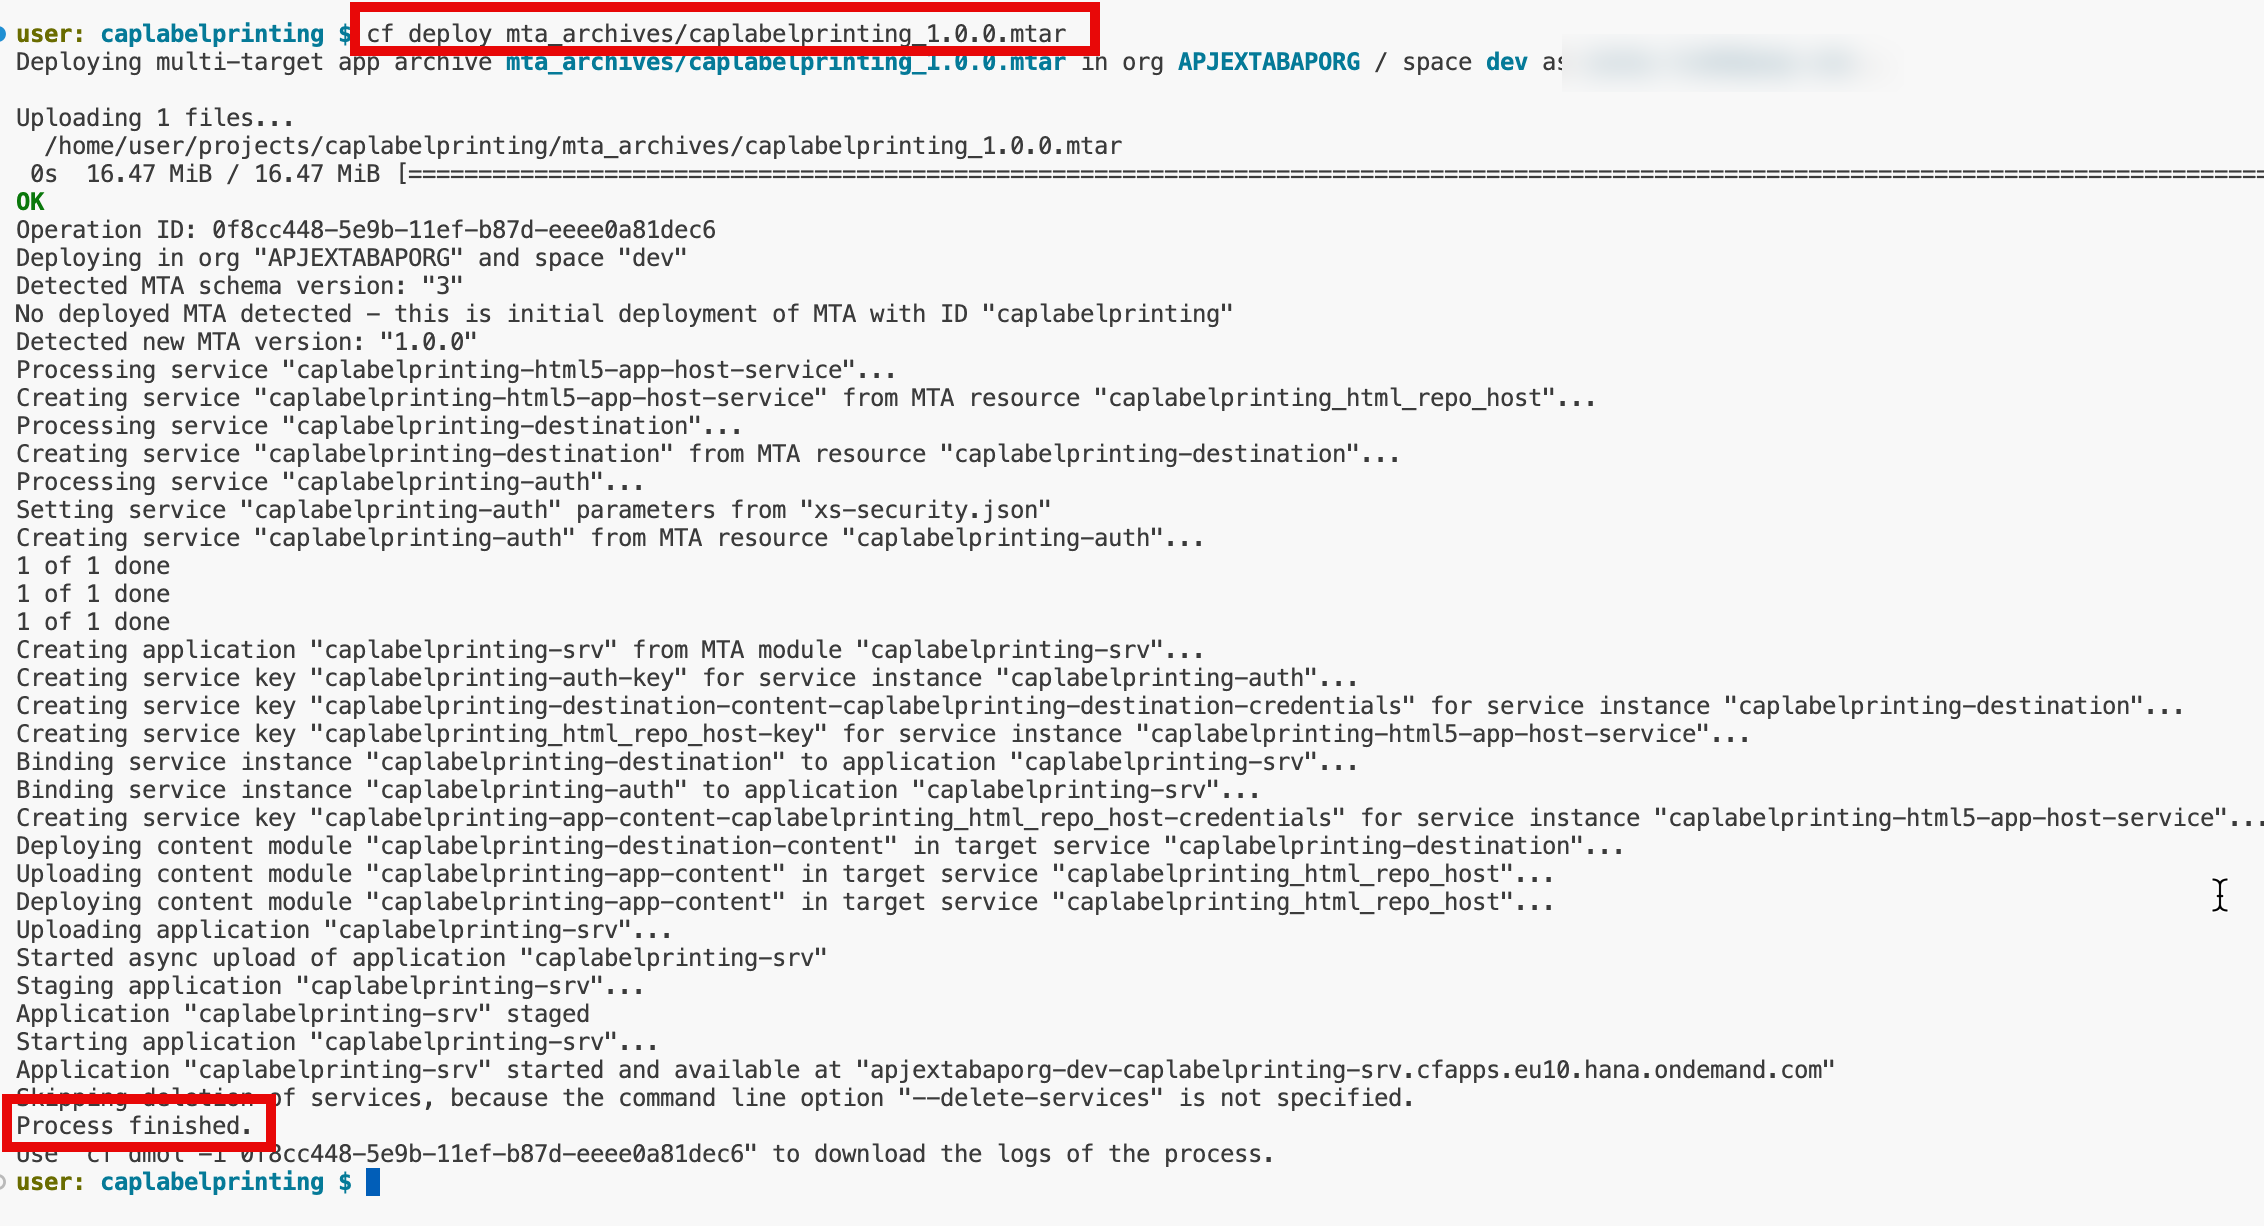 user: caplabelprinting $ cf deploy mta_archives/caplabelprinting_1.0.0.mtar
Deploying multi-target app archive mta_archives/caplabelprinting_1.0.0.mtar in org APJEXTABAPORG / space dev as
Uploading 1 files...
/home/user/projects/caplabelprinting/mta_archives/caplabelprinting_1.0.0.mtar
0s 16.47 MiB / 16.47 MiB [==================================================================================================================================
OK
Operation ID: 0f8cc448-5e9b-11ef-b87d-eeee0a81dec6
Deploying in org "APJEXTABAPORG" and space "dev"
Detected MTA schema version: "3"
No deployed MTA detected - this is initial deployment of MTA with ID "caplabelprinting"
Detected new MTA version: "1.0.0"
Processing service "caplabelprinting-html5-app-host-service"...
Creating service "caplabelprinting-html5-app-host-service" from MTA resource "caplabelprinting_html_repo_host"...
Processing service "caplabelprinting-destination"...
Creating service "caplabelprinting-destination" from MTA resource "caplabelprinting-destination"...
Processing service "caplabelprinting-auth"...
Setting service "caplabelprinting-auth" parameters from "xs-security.json"
Creating service "caplabelprinting-auth" from MTA resource "caplabelprinting-auth"...
1 of 1 done
1 of 1 done
1 of 1 done
Creating application "caplabelprinting-srv" from MTA module "caplabelprinting-srv"...
Creating service key "caplabelprinting-auth-key" for service instance "caplabelprinting-auth"...
Creating service key "caplabelprinting-destination-content-caplabelprinting-destination-credentials" for service instance "caplabelprinting-destination"...
Creating service key "caplabelprinting_html_repo_host-key" for service instance "caplabelprinting-html5-app-host-service"...
Binding service instance "caplabelprinting-destination" to application "caplabelprinting-srv"...
Binding service instance "caplabelprinting-auth" to application "caplabelprinting-srv"...
Creating service key "caplabelprinting-app-content-caplabelprinting_html_repo_host-credentials" for service instance "caplabelprinting-html5-app-host-service"...
Deploying content module "caplabelprinting-destination-content" in target service "caplabelprinting-destination"...
Uploading content module "caplabelprinting-app-content" in target service "caplabelprinting_html_repo_host"...
Deploying content module "caplabelprinting-app-content" in target service "caplabelprinting_html_repo_host"...
Uploading application "caplabelprinting-srv"...
Started async upload of application "caplabelprinting-srv"
Staging application "caplabelprinting-srv"...
Application "caplabelprinting-srv" staged
Starting application "caplabelprinting-srv"...
Application "caplabelprinting-srv" started and available at "apjextabaporg-dev-caplabelprinting-srv.cfapps.eu10.hana.ondemand.com"
Skipping deletion of services, because the command line option "--delete-services" is not specified.
Process finished.
Use "cf dmol -i 0f8cc448-5e9b-11ef-b87d-eeee0a81dec6" to download the logs of the process.
user: caplabelprinting $